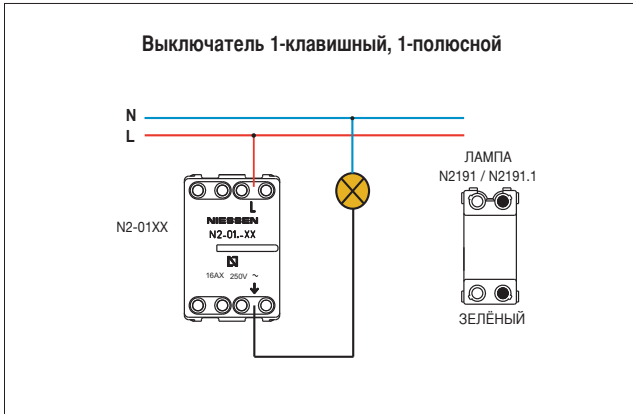 Выключатель 1-клавишный, 1-полюсной
N
L
ЛАМПА
N2191 / N2191.1
L
NIESSEN
N2-01XX
N2-01.-XX
16AX 250V ~
ЗЕЛЁНЫЙ